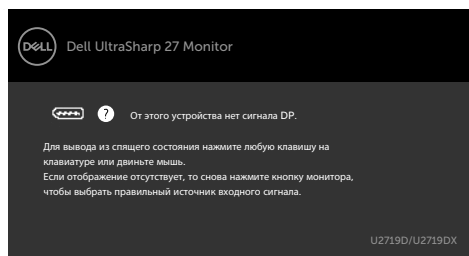 DELL
Dell UltraSharp 27 Monitor
? От этого устройства нет сигнала DP.
Для вывода из спящего состояния нажмите любую клавишу на
клавиатуре или двиньте мышь.
Если отображение отсутствует, то снова нажмите кнопку монитора,
чтобы выбрать правильный источник входного сигнала.
U2719D/U2719DX